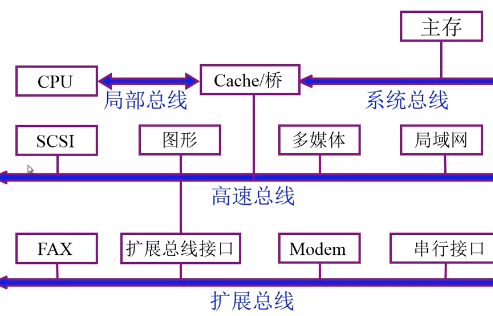 主存
CPU
Cache/桥
局部总线
系统总线
SCSI
图形
多媒体
局域网
高速总线
FAX
扩展总线接口
Modem
串行接口
扩展总线